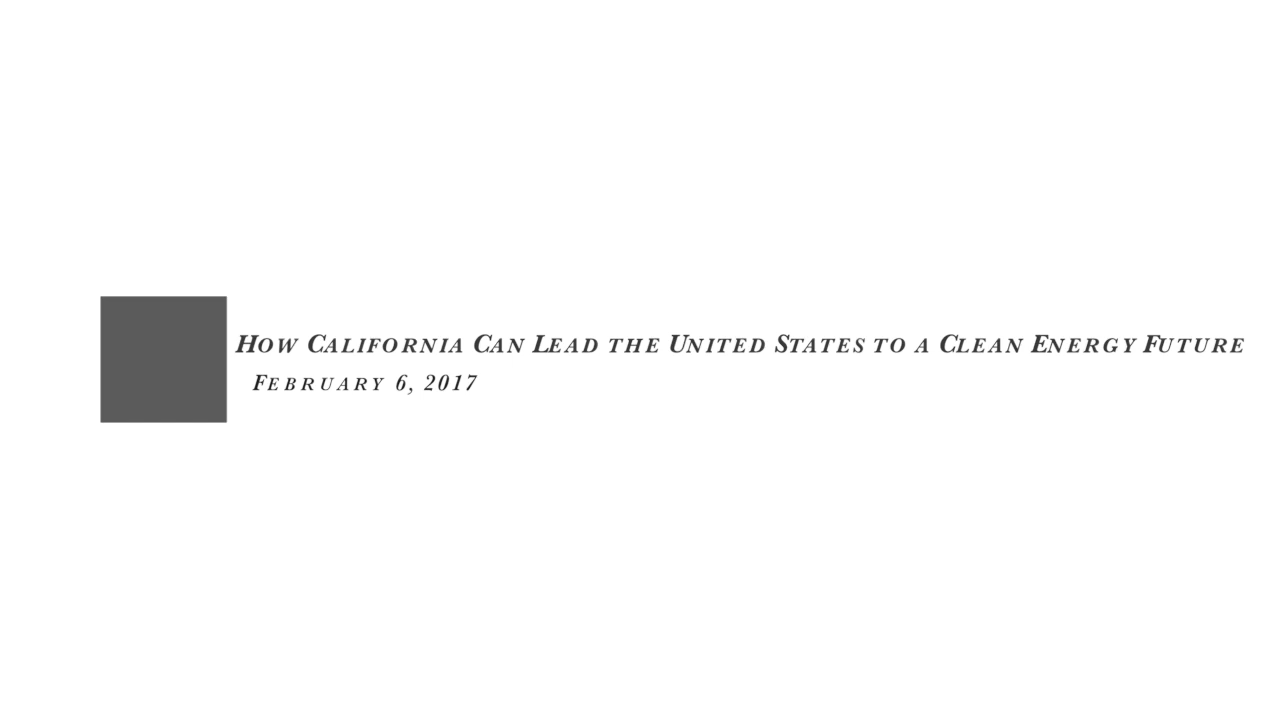 How California Can Lead the United States to a Clean Energy Future
February 6, 2017